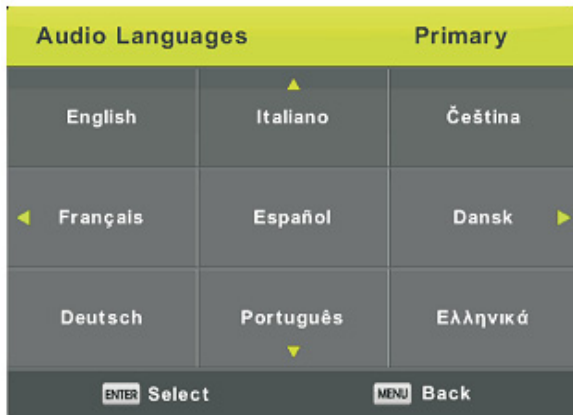 Audio Languages Primary
English Italiano Čeština
Français Español Dansk
Deutsch Português Ελληνικά
ENTER Select MENU Back